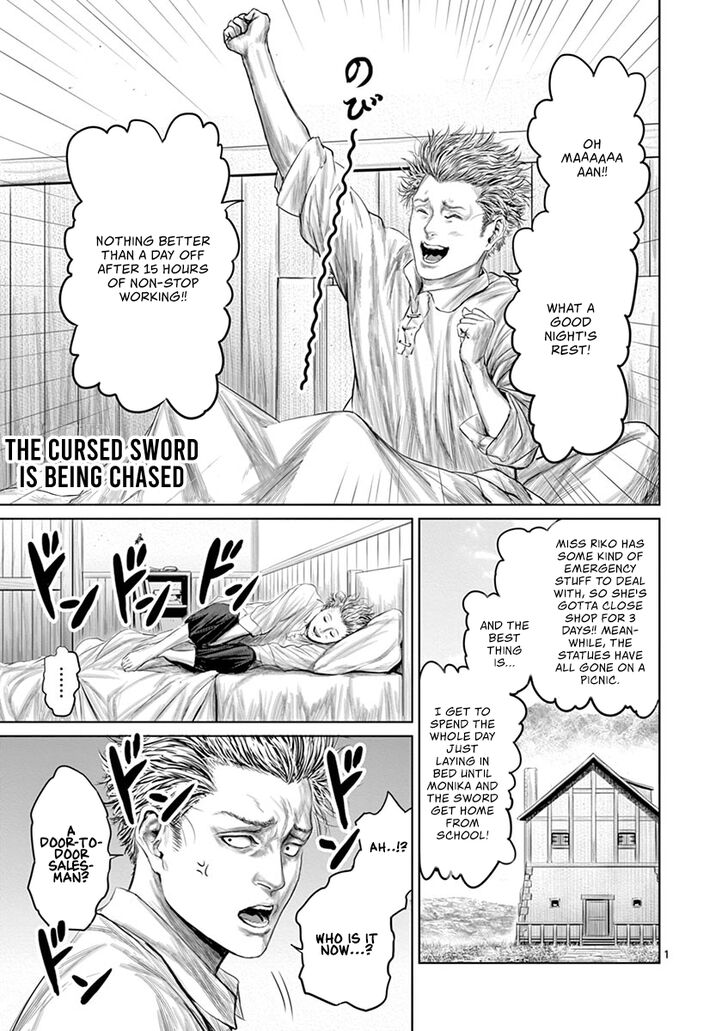 OH
MAAAAAA
AAN!!
のび
WHAT A
GOOD
NIGHT'S
REST!
NOTHING BETTER
THAN A DAY OFF
AFTER 15 HOURS
OF NON-STOP
WORKING!!
THE CURSED SWORD
IS BEING CHASED
MISS RIKO HAS
SOME KIND OF
EMERGENCY
STUFF TO DEAL
WITH, SO SHE'S
GOTTA CLOSE
SHOP FOR 3
DAYS!! MEAN-
WHILE, THE
STATUES HAVE
ALL GONE ON A
PICNIC.
AND THE
BEST
THING
IS...
I GET TO
SPEND THE
WHOLE DAY
JUST
LAYING IN
BED UNTIL
MONIKA AND
THE SWORD
GET HOME
FROM
SCHOOL!
ドンドン
ドンドン
......
ドンドン
AH..!?
WHO IS IT
NOW...?
A
DOOR-TO-
DOOR
SALES-
MAN?
ドン
1